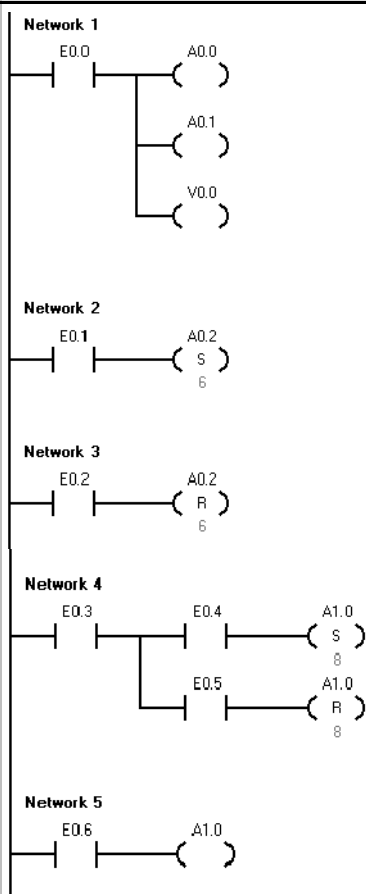 Network 1
E0.0 A0.0
A0.1
V0.0
Network 2
E0.1 A0.2
S
6
Network 3
E0.2 A0.2
R
6
Network 4
E0.3 E0.4 A1.0
S
8
E0.5 A1.0
R
8
Network 5
E0.6 A1.0